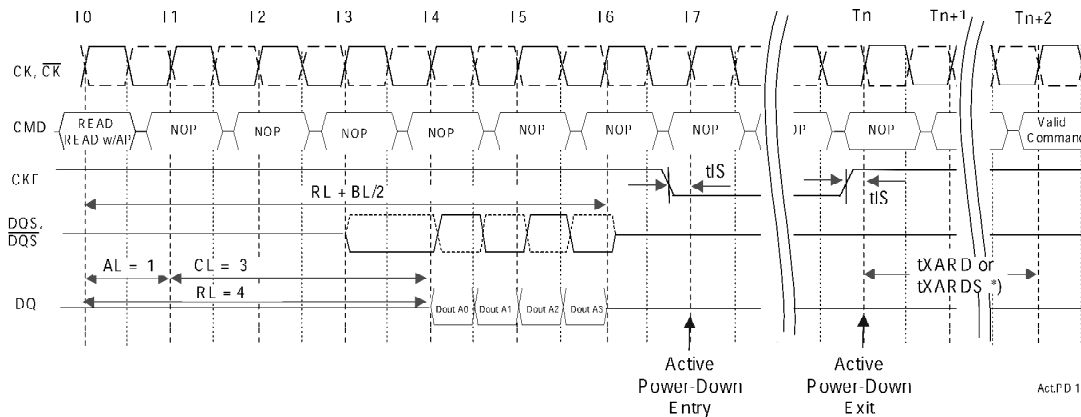 T0 T1 T2 T3 T4 T5 T6 T7 Tn Tn+1 Tn+2
CK, CK
CMD READ READ w/AP NOP NOP NOP NOP NOP NOP NOP OP NOP Valid Command
CKE
tIS
tIS
RL + BL/2
DQS,
DQS
AL = 1 CL = 3
RL = 4
tXARD or
tXARDS *)
DQ Dout A0 Dout A1 Dout A2 Dout A3
Active
Power-Down
Entry
Active
Power-Down
Exit
Act.PD 1